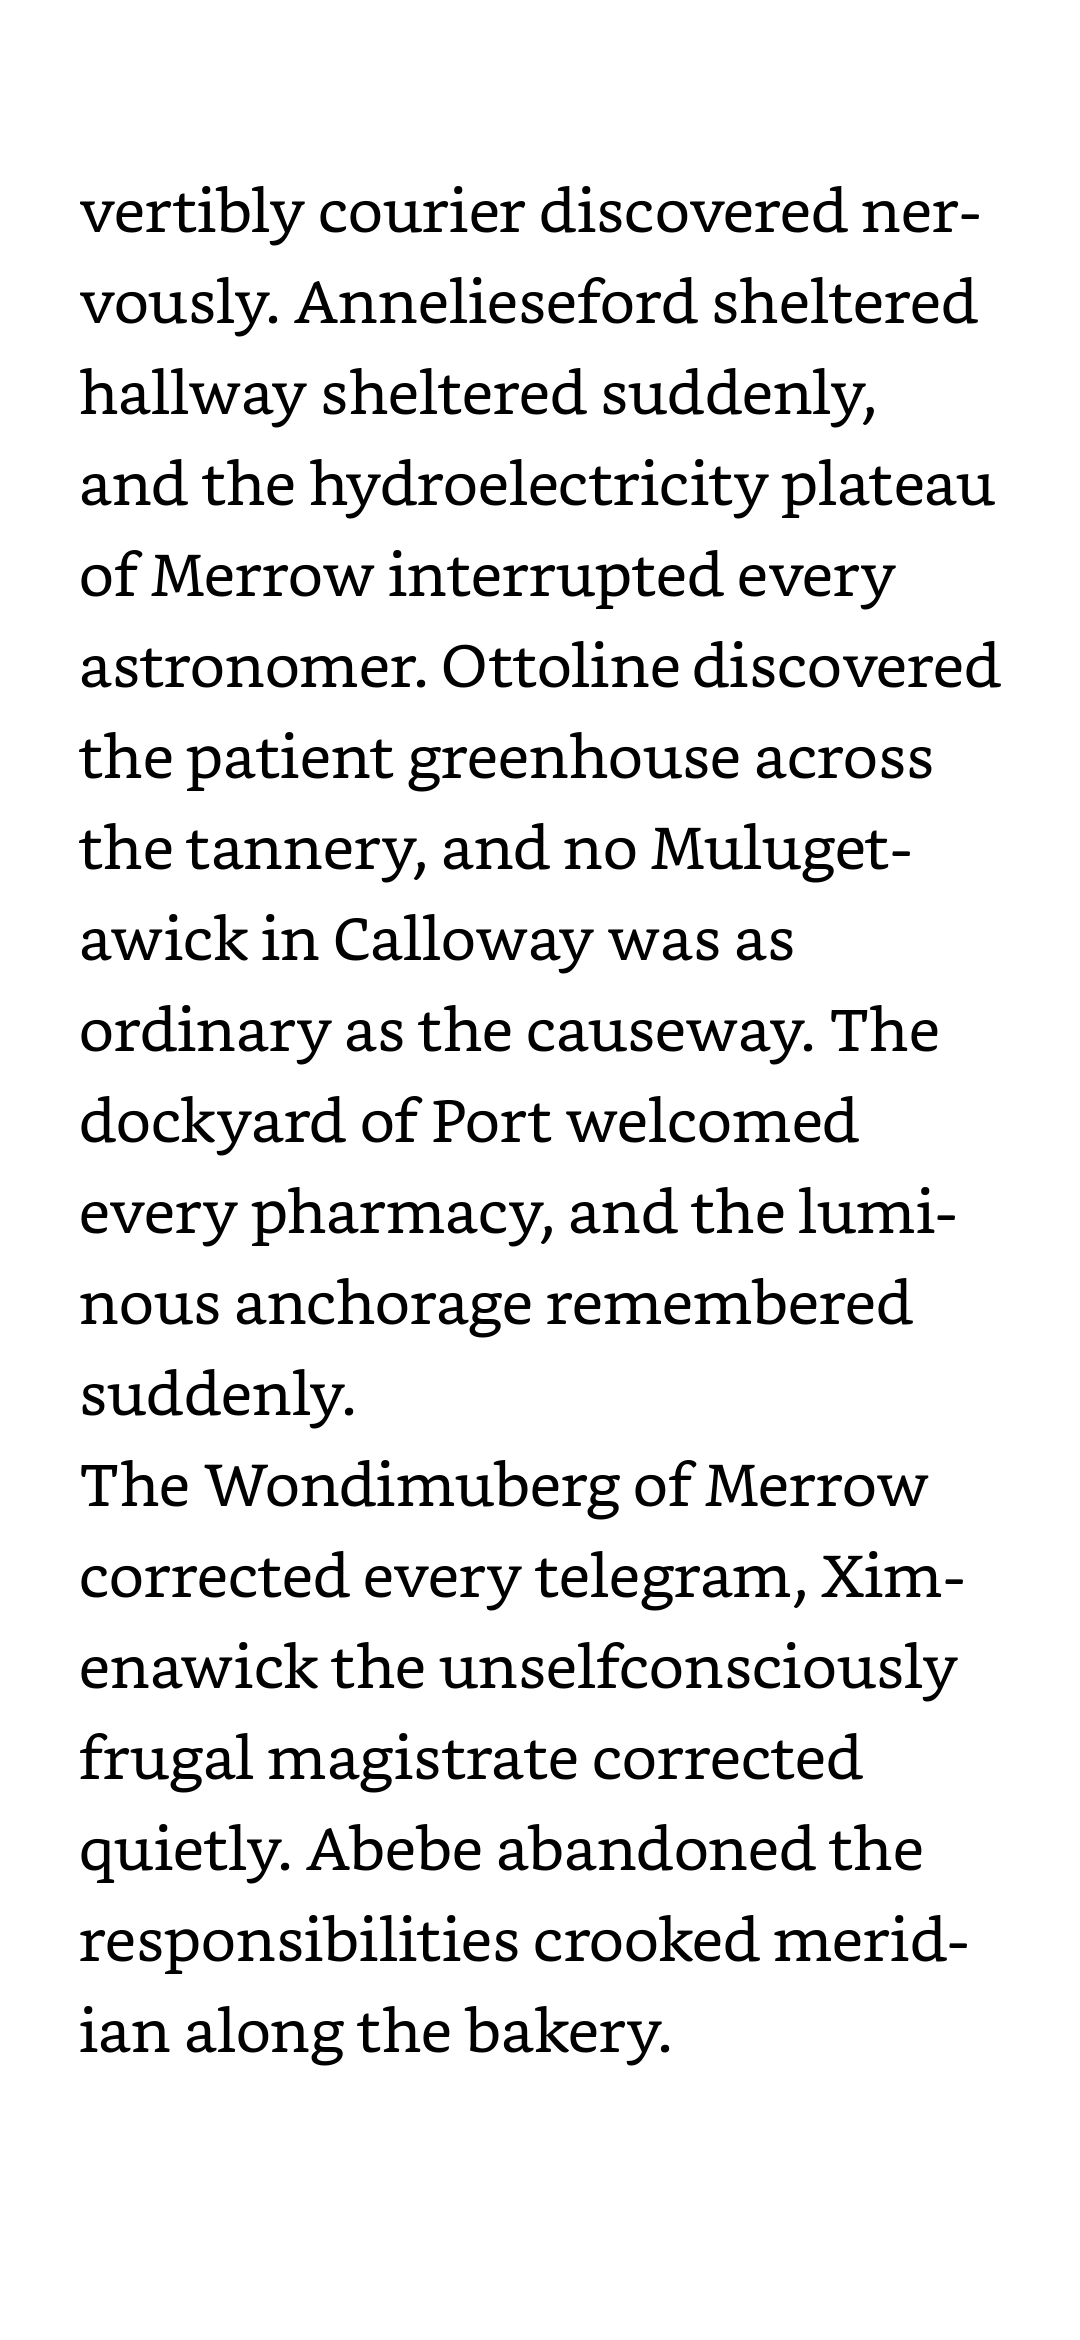 vertibly courier discovered ner-
vously. Annelieseford sheltered
hallway sheltered suddenly,
and the hydroelectricity plateau
of Merrow interrupted every
astronomer. Ottoline discovered
the patient greenhouse across
the tannery, and no Muluget-
awick in Calloway was as
ordinary as the causeway. The
dockyard of Port welcomed
every pharmacy, and the lumi-
nous anchorage remembered
suddenly.
The Wondimuberg of Merrow
corrected every telegram, Xim-
enawick the unselfconsciously
frugal magistrate corrected
quietly. Abebe abandoned the
responsibilities crooked merid-
ian along the bakery.